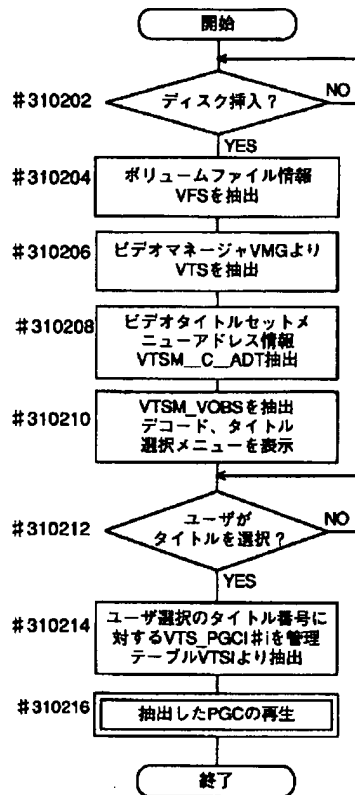 開始
#310202
ディスク挿入?
NO
YES
#310204
ボリュームファイル情報
VFSを抽出
#310206
ビデオマネージャVMGより
VTSを抽出
#310208
ビデオタイトルセットメ
ニューアドレス情報
VTSM__C__ADT抽出
#310210
VTSM_VOBSを抽出
デコード、タイトル
選択メニューを表示
#310212
ユーザが
タイトルを選択?
NO
YES
#310214
ユーザ選択のタイトル番号に
対するVTS_PGCI#iを管理
テーブルVTSIより抽出
#310216
抽出したPGCの再生
終了